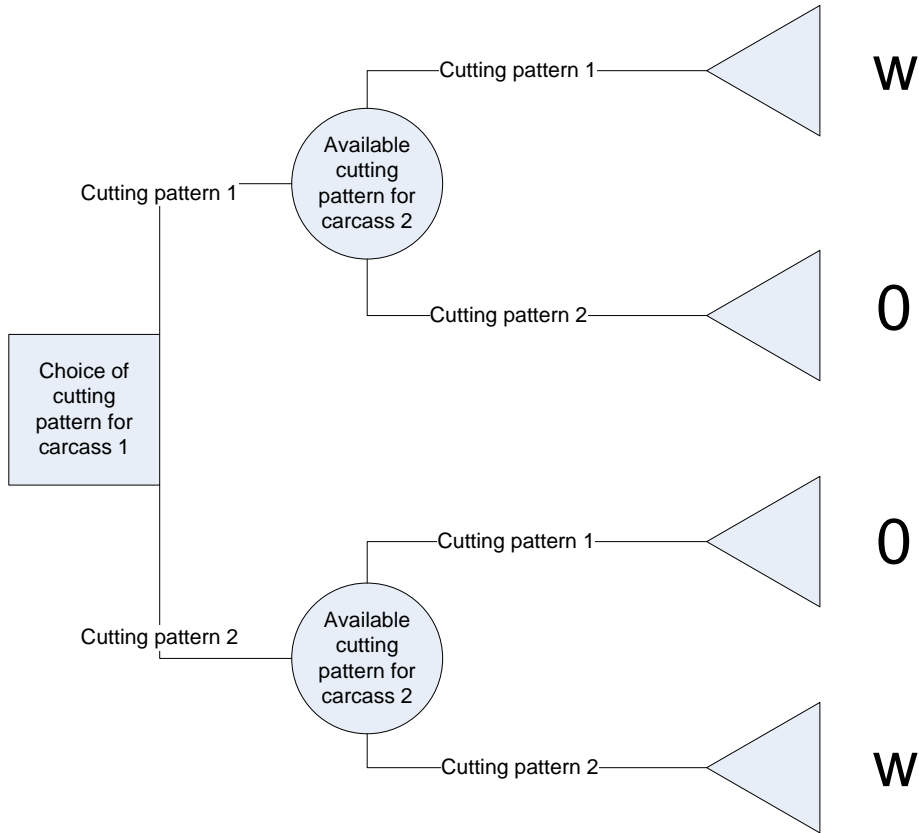 Cutting pattern 1
W
Available
cutting
pattern for
carcass 2
Cutting pattern 1
Cutting pattern 2
0
Choice of
cutting
pattern for
carcass 1
Cutting pattern 1
0
Cutting pattern 2
Available
cutting
pattern for
carcass 2
Cutting pattern 2
W